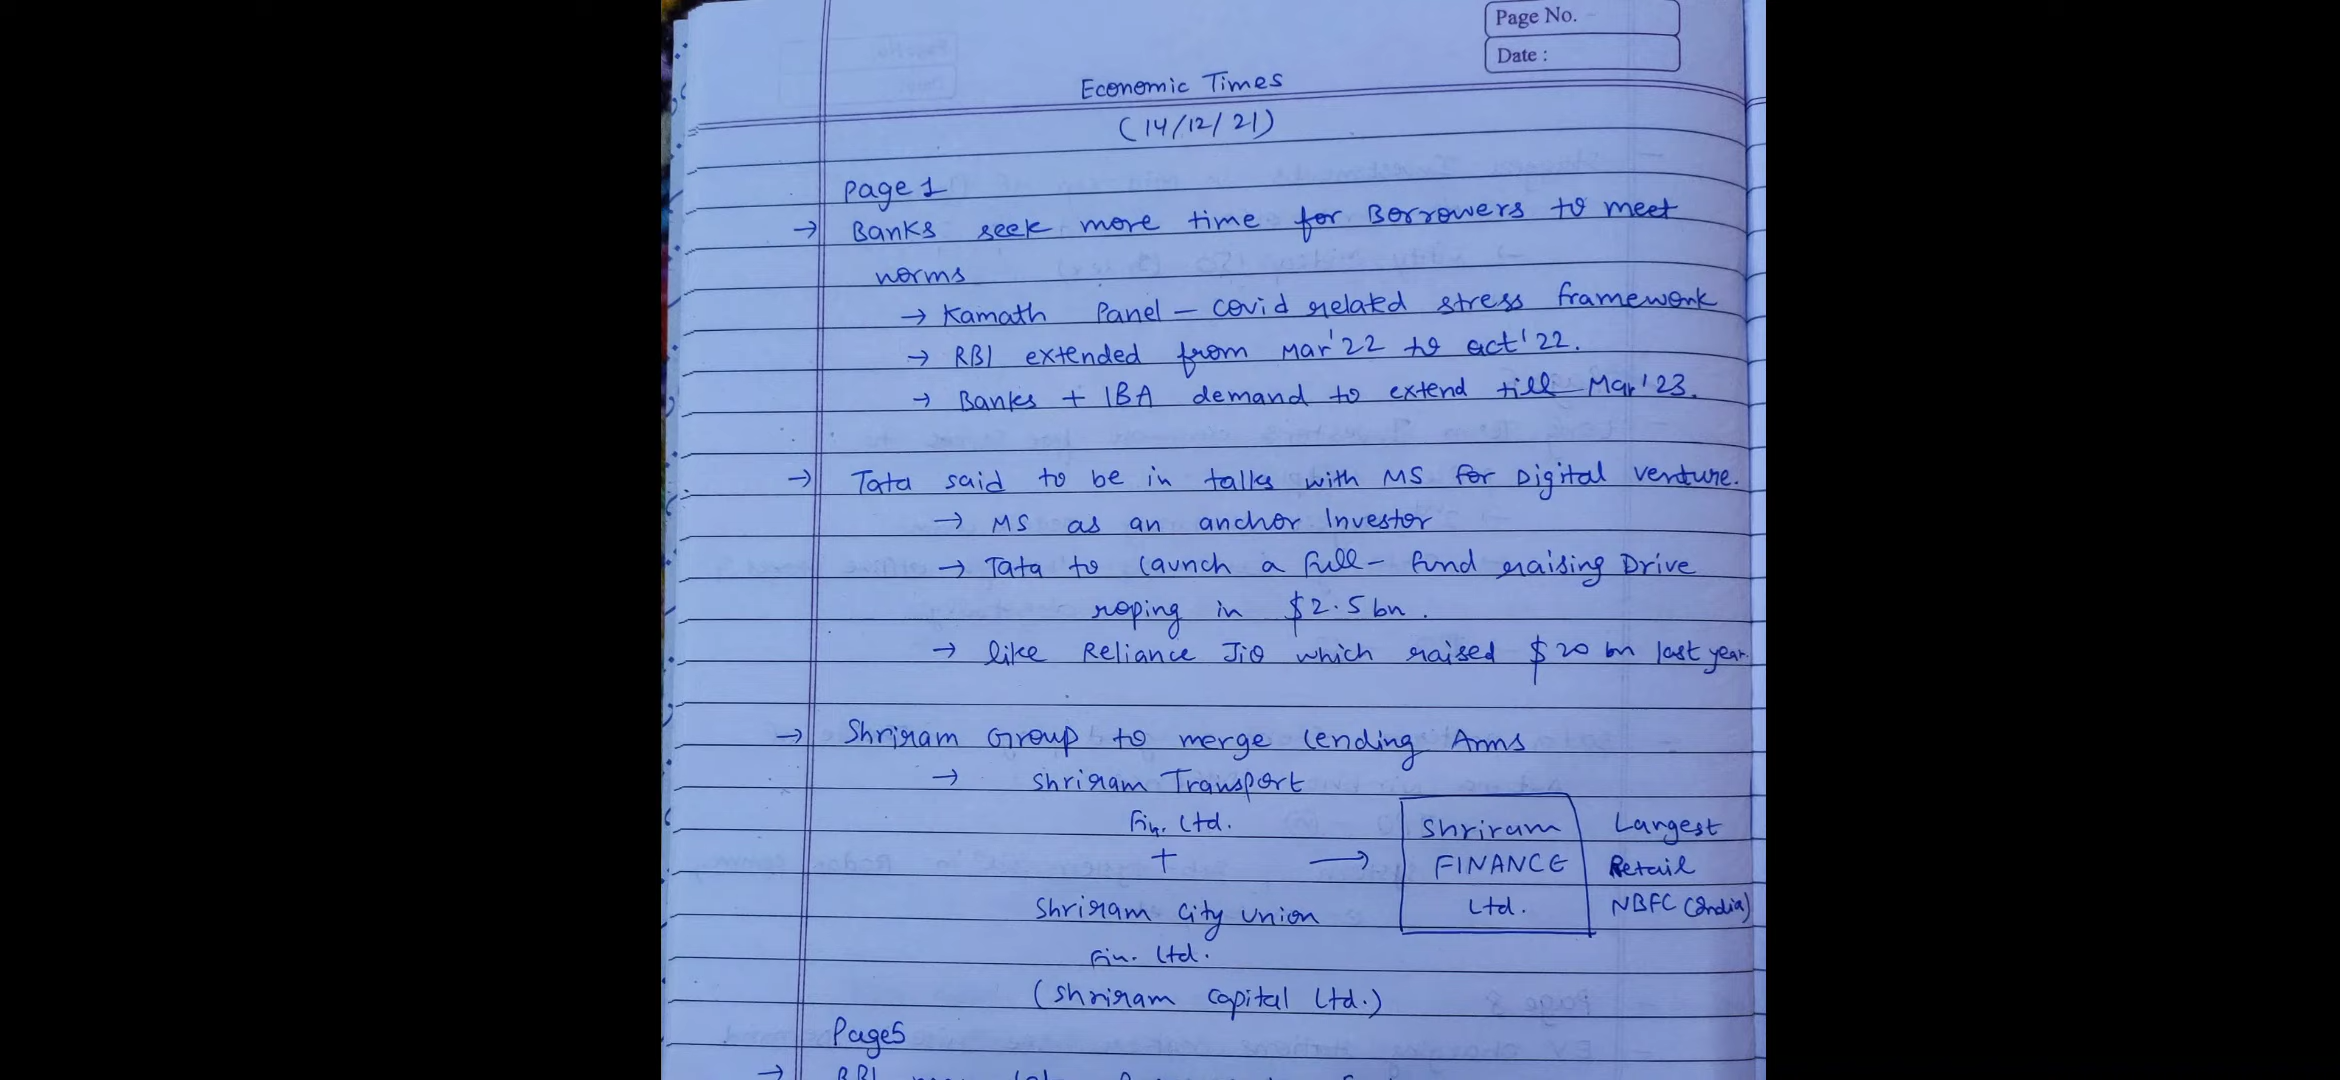 Page No.
Date :
Economic Times
(14/12/21)
Page 1
→ Banks seek more time for Borrowers to meet
norms
→ Kamath Panel – covid related stress framework
→ RBI extended from Mar'22 to oct'22.
→ Banks + IBA demand to extend till Mar'23.
→ Tata said to be in talks with MS for Digital venture.
→ MS as an anchor Investor
→ Tata to launch a full – fund raising Drive
roping in $2.5 bn.
→ like Reliance Jio which raised $20 bn last year.
→ Shriram Group to merge lending Arms
→ Shriram Transport
Fin. Ltd.
+ →
Shriram City Union
Fin. Ltd.
(Shriram Capital Ltd.)
Shriram
FINANCE
Ltd.
Largest
Retail
NBFC (India)
Page5
→ RBI